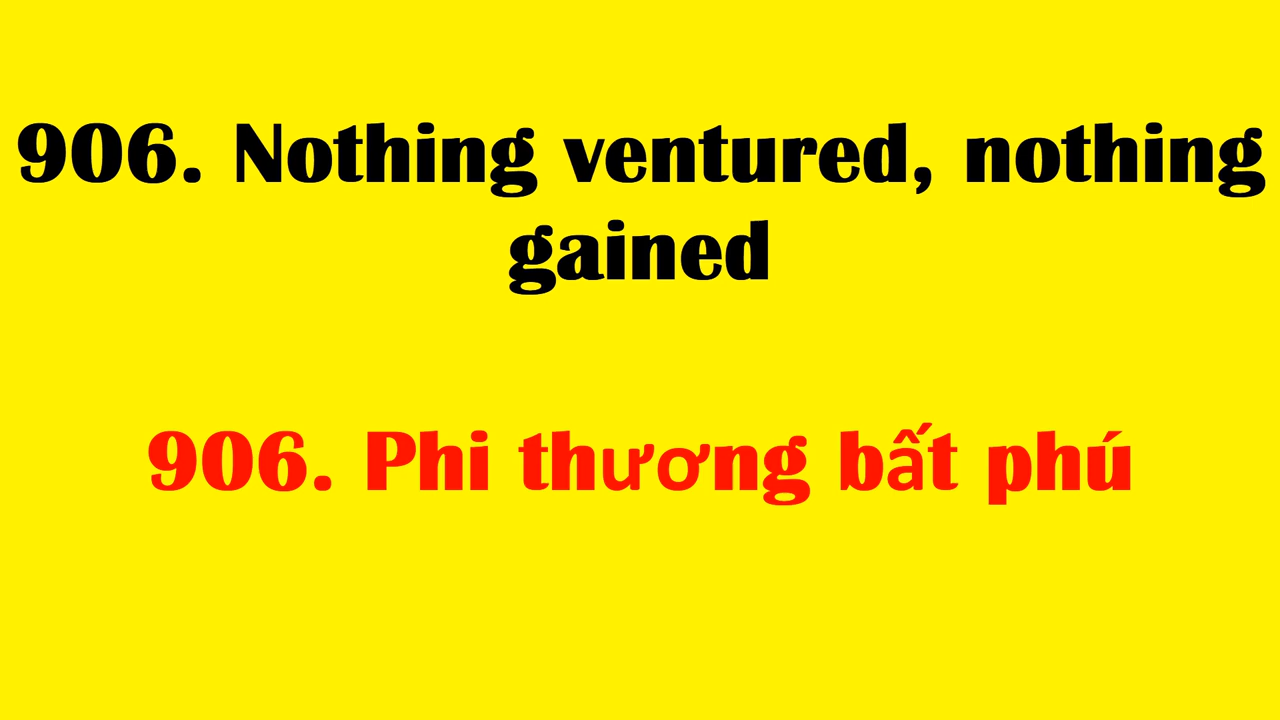 906. Nothing ventured, nothing
gained
906. Phi thương bất phú